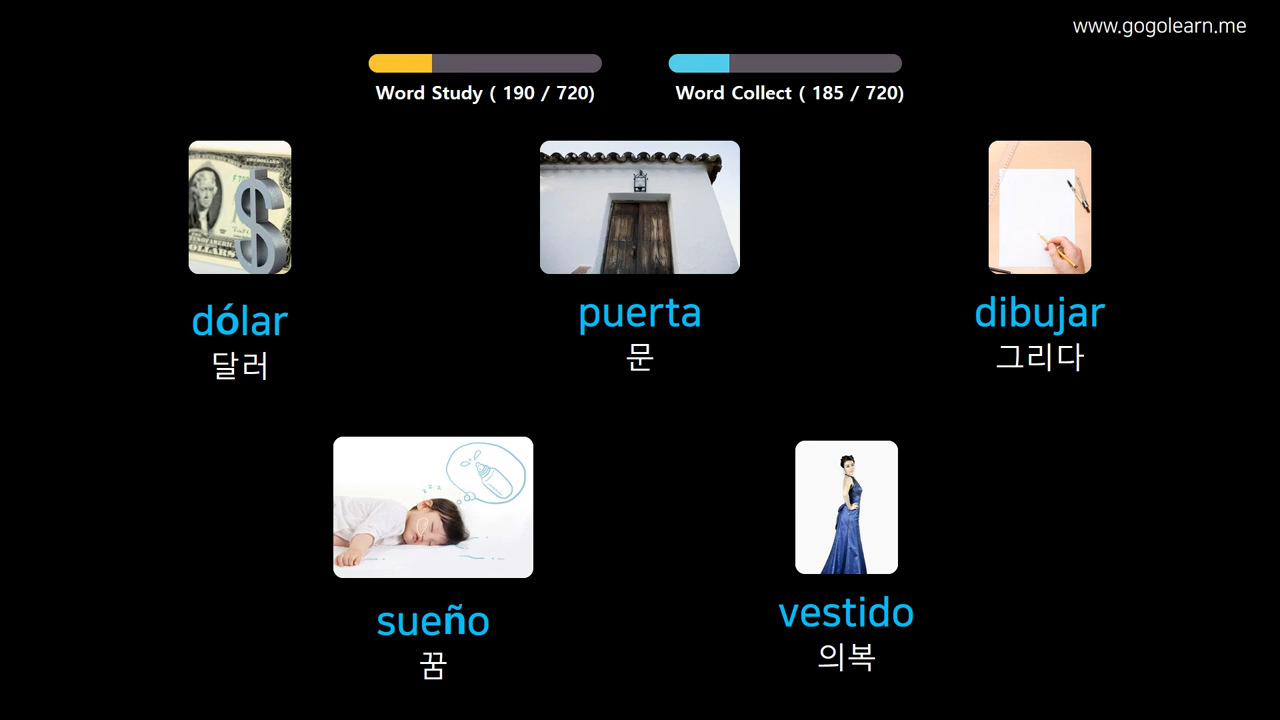 www.gogolearn.me
Word Study ( 190 / 720)
Word Collect ( 185 / 720)
dólar
달러
puerta
문
dibujar
그리다
sueño
꿈
vestido
의복